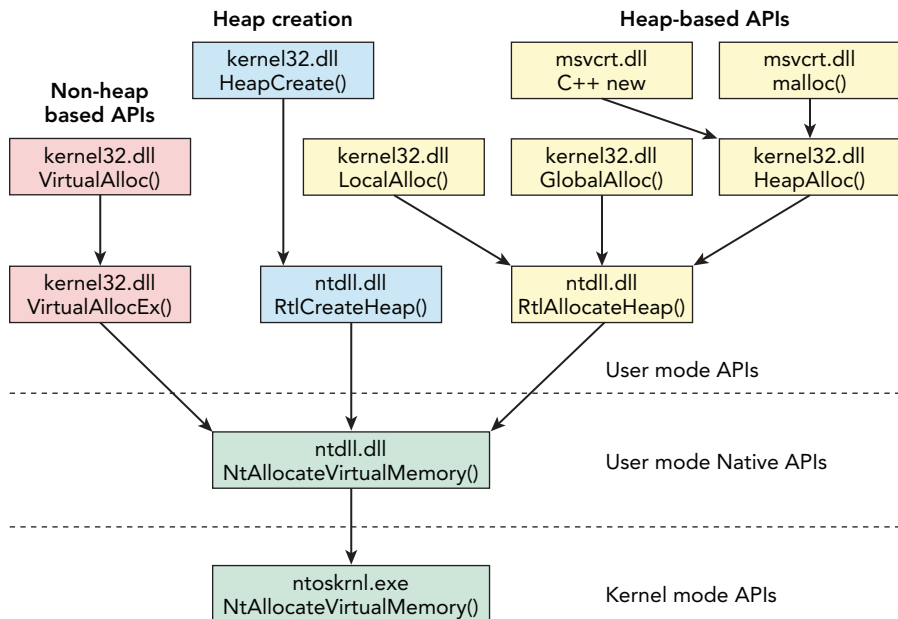 Heap creation
Heap-based APIs
kernel32.dll
HeapCreate()
msvcrt.dll
C++ new
msvcrt.dll
malloc()
Non-heap
based APIs
kernel32.dll
VirtualAlloc()
kernel32.dll
LocalAlloc()
kernel32.dll
GlobalAlloc()
kernel32.dll
HeapAlloc()
kernel32.dll
VirtualAllocEx()
ntdll.dll
RtlCreateHeap()
ntdll.dll
RtlAllocateHeap()
User mode APIs
ntdll.dll
NtAllocateVirtualMemory()
User mode Native APIs
ntoskrnl.exe
NtAllocateVirtualMemory()
Kernel mode APIs